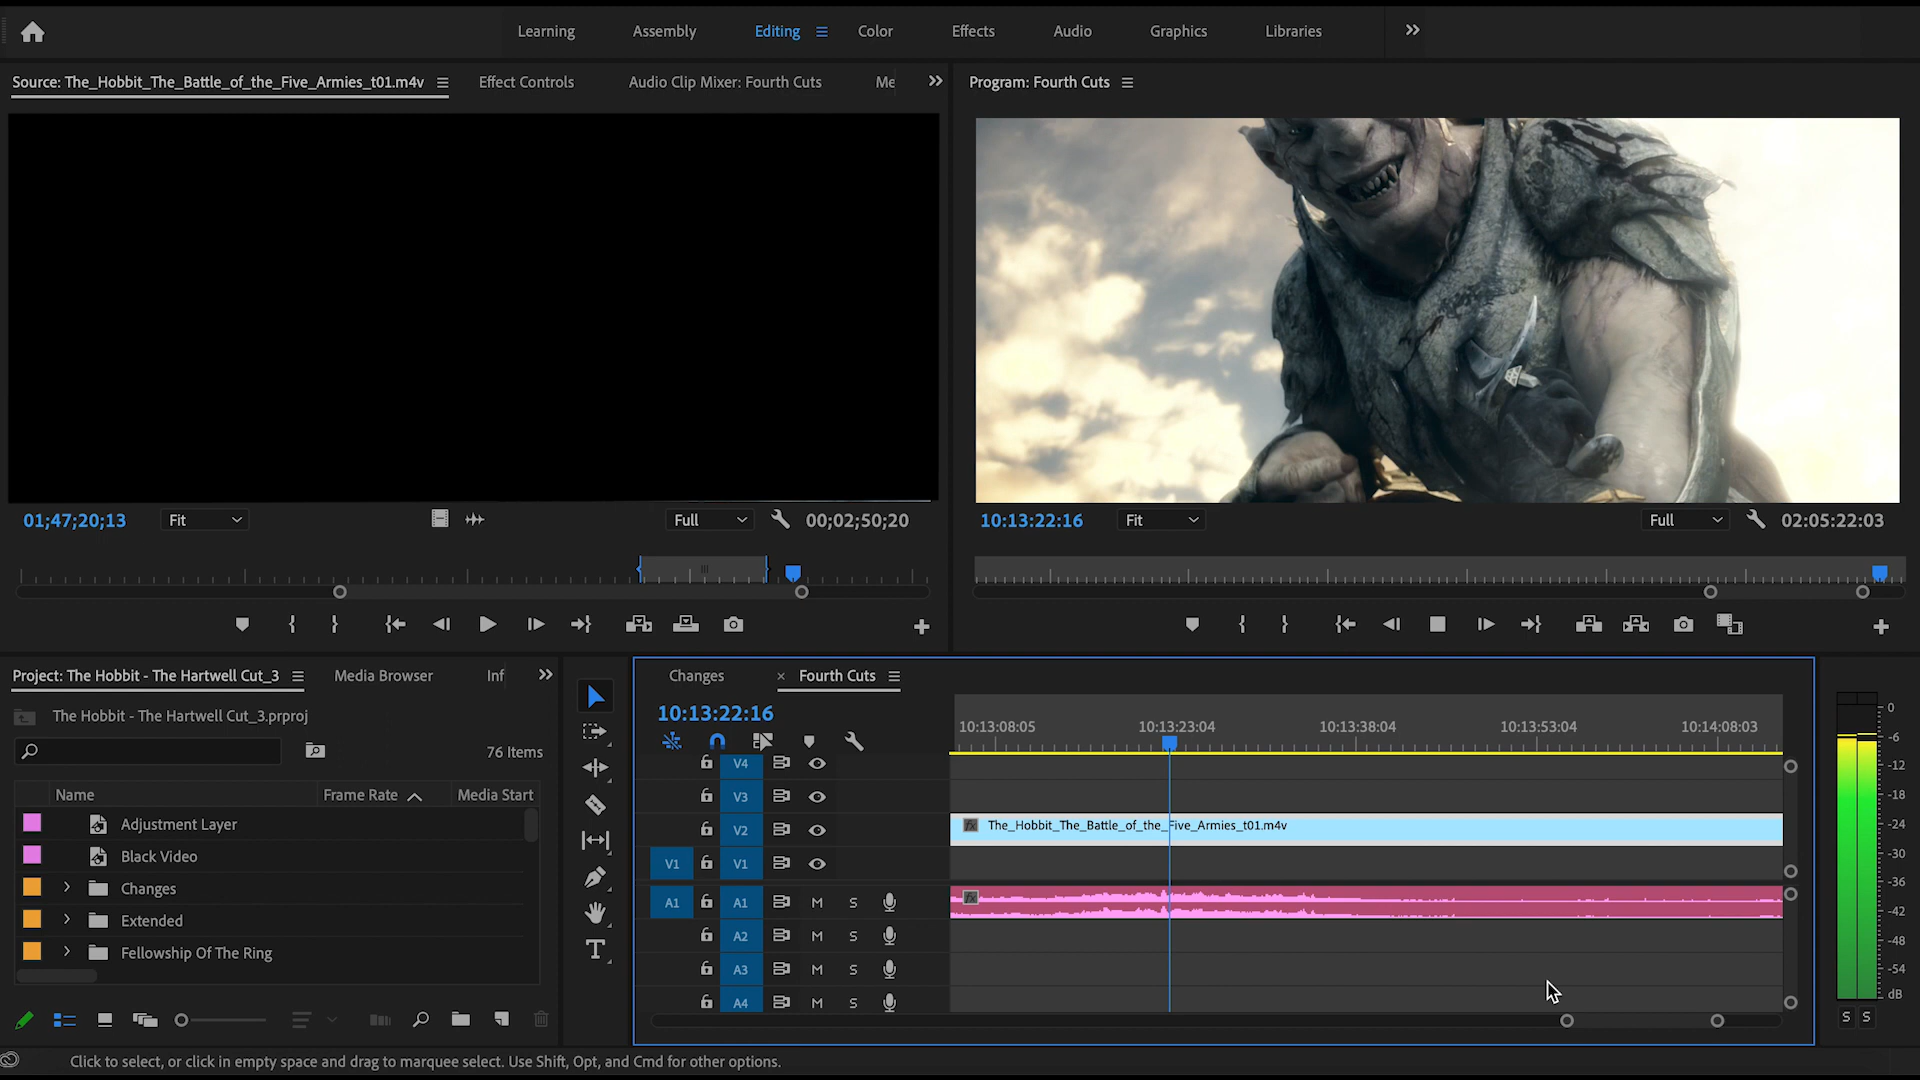 Learning Assembly Editing Color Effects Audio Graphics Libraries
Source: The_Hobbit_The_Battle_of_the_Five_Armies_t01.m4v Effect Controls Audio Clip Mixer: Fourth Cuts Me
Program: Fourth Cuts
01;47;20;13 Fit Full 00;02;50;20
10:13:22:16 Fit Full 02:05:22:03
Project: The Hobbit - The Hartwell Cut_3 Media Browser Inf
The Hobbit - The Hartwell Cut_3.prproj
76 Items
Name Frame Rate Media Start
Adjustment Layer
Black Video
Changes
Extended
Fellowship Of The Ring
T
Changes × Fourth Cuts
10:13:22:16
10:13:08:05 10:13:23:04 10:13:38:04 10:13:53:04 10:14:08:03
V4
V3
V2 fx The_Hobbit_The_Battle_of_the_Five_Armies_t01.m4v
V1 V1
A1 A1 M S fx
A2 M S
A3 M S
A4 M S
0
-6
-12
-18
-24
-30
-36
-42
-48
-54
dB
S S
Click to select, or click in empty space and drag to marquee select. Use Shift, Opt, and Cmd for other options.